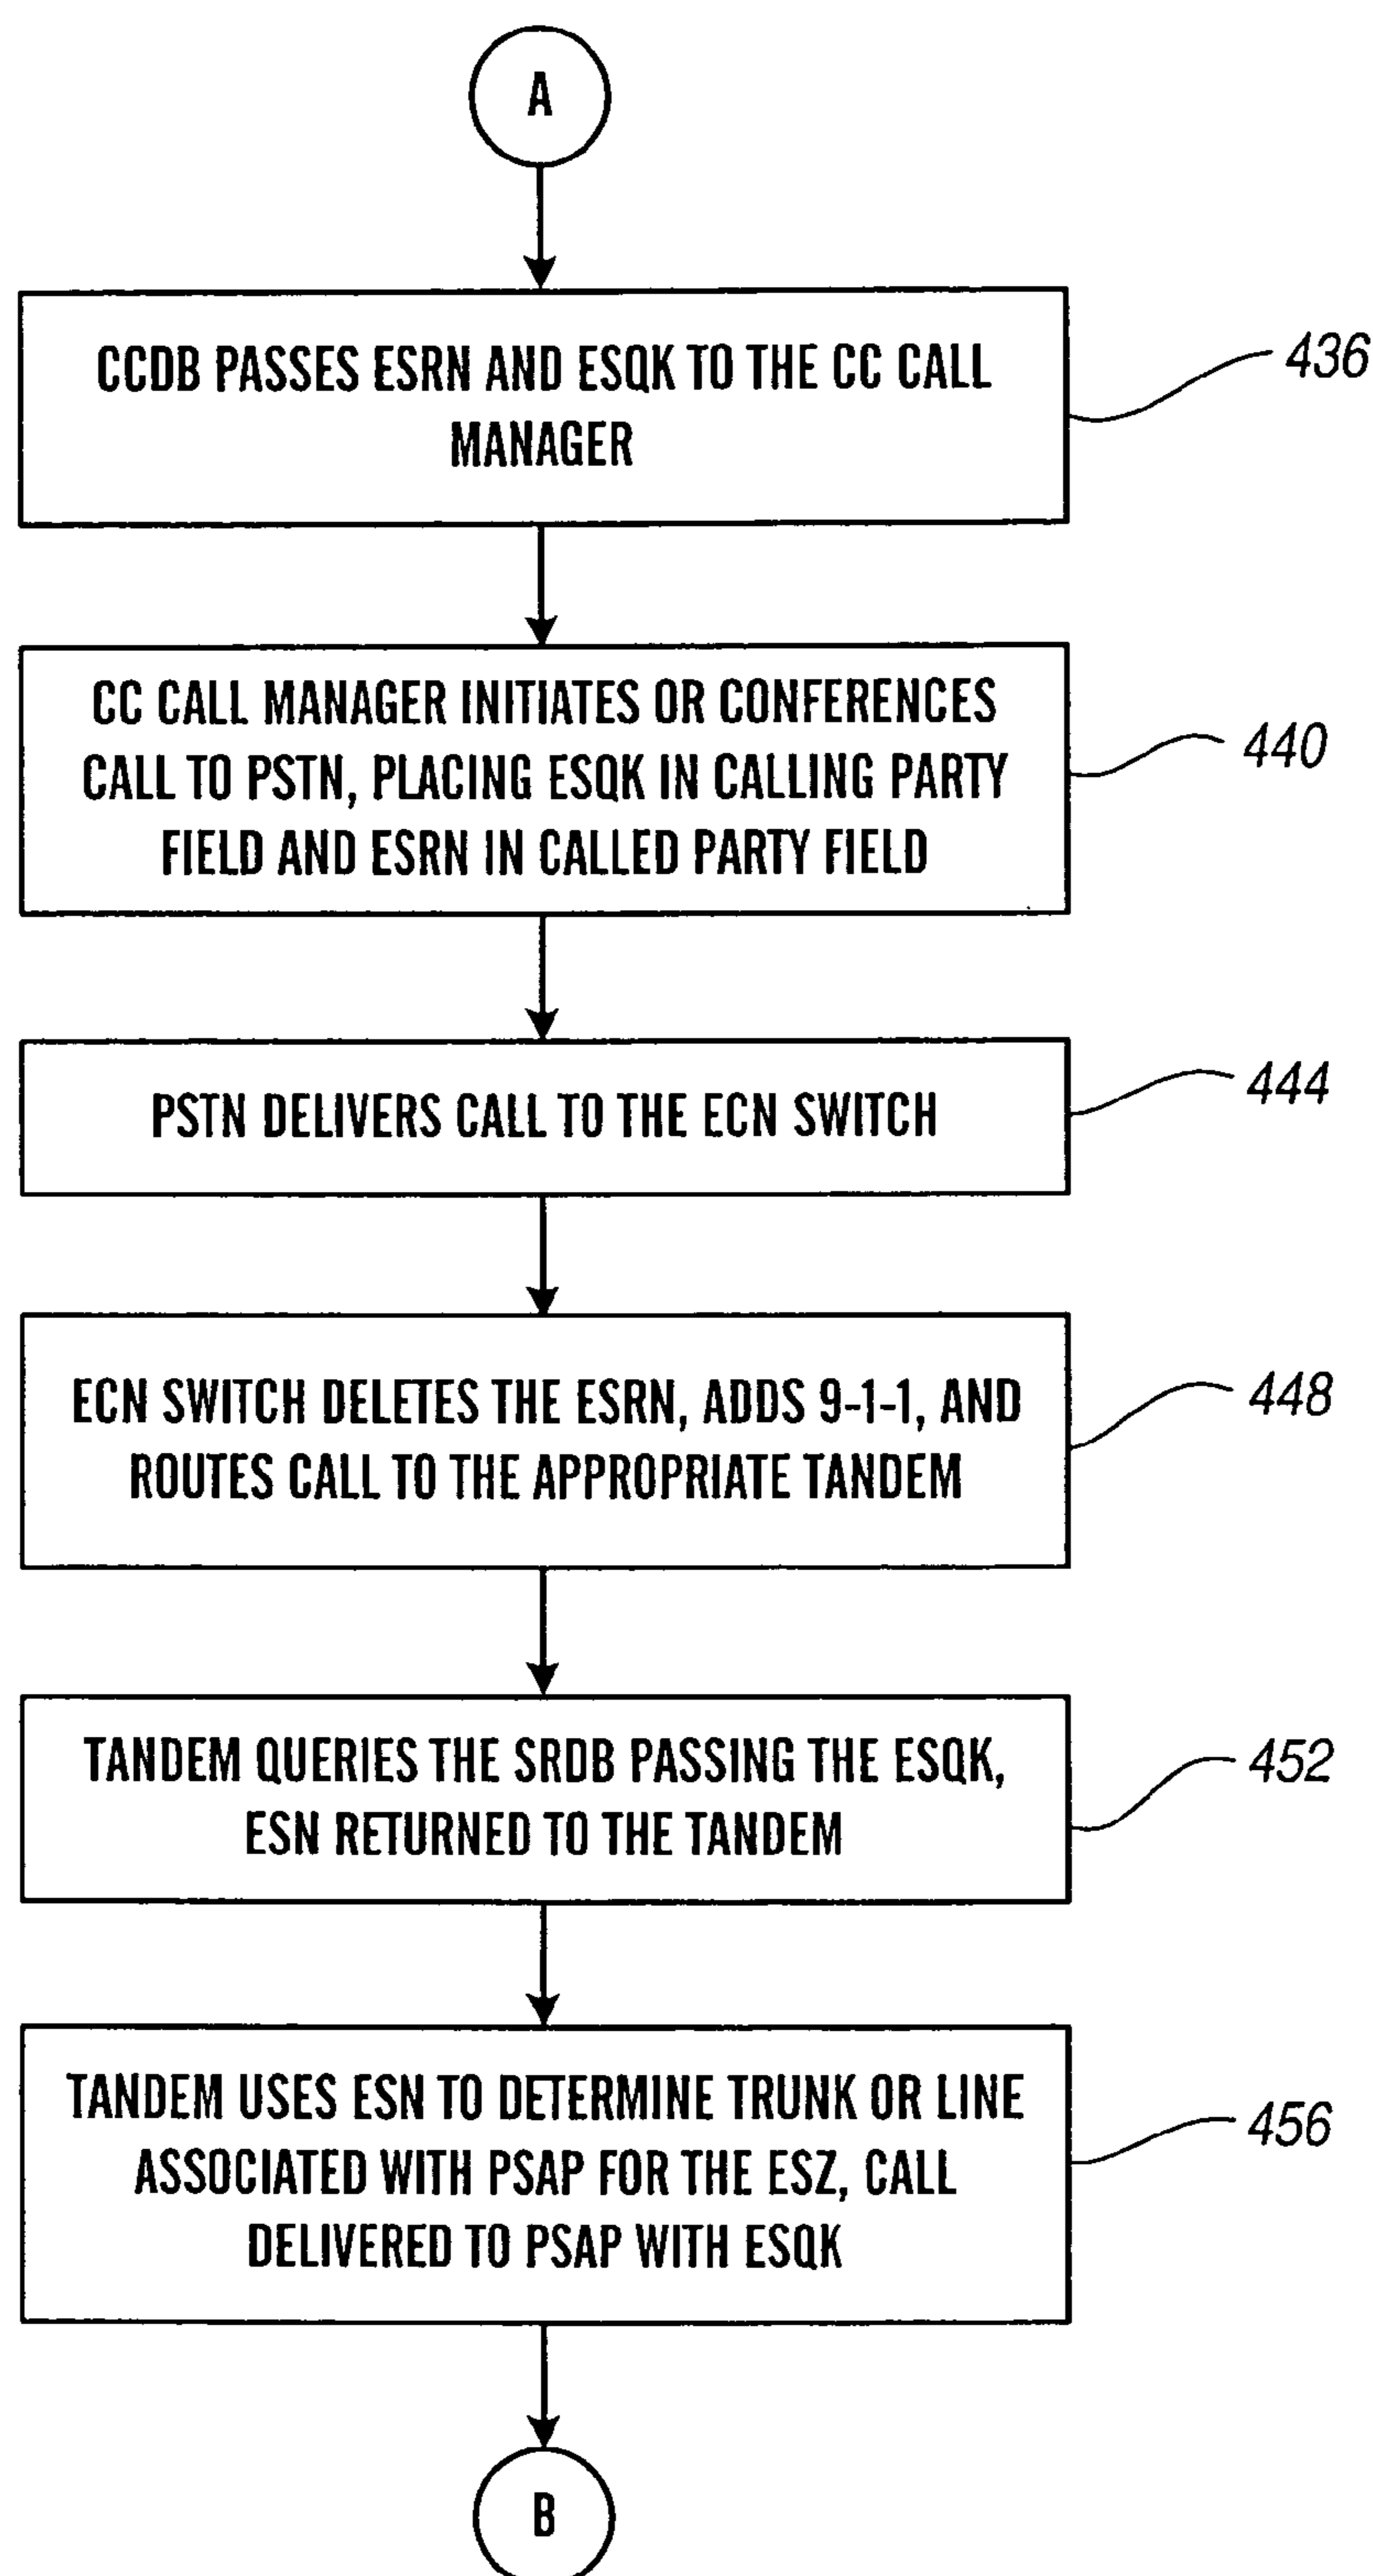 A
CCDB PASSES ESRN AND ESQK TO THE CC CALL
MANAGER
436
CC CALL MANAGER INITIATES OR CONFERENCES
CALL TO PSTN, PLACING ESQK IN CALLING PARTY
FIELD AND ESRN IN CALLED PARTY FIELD
440
PSTN DELIVERS CALL TO THE ECN SWITCH
444
ECN SWITCH DELETES THE ESRN, ADDS 9-1-1, AND
ROUTES CALL TO THE APPROPRIATE TANDEM
448
TANDEM QUERIES THE SRDB PASSING THE ESQK,
ESN RETURNED TO THE TANDEM
452
TANDEM USES ESN TO DETERMINE TRUNK OR LINE
ASSOCIATED WITH PSAP FOR THE ESZ, CALL
DELIVERED TO PSAP WITH ESQK
456
B